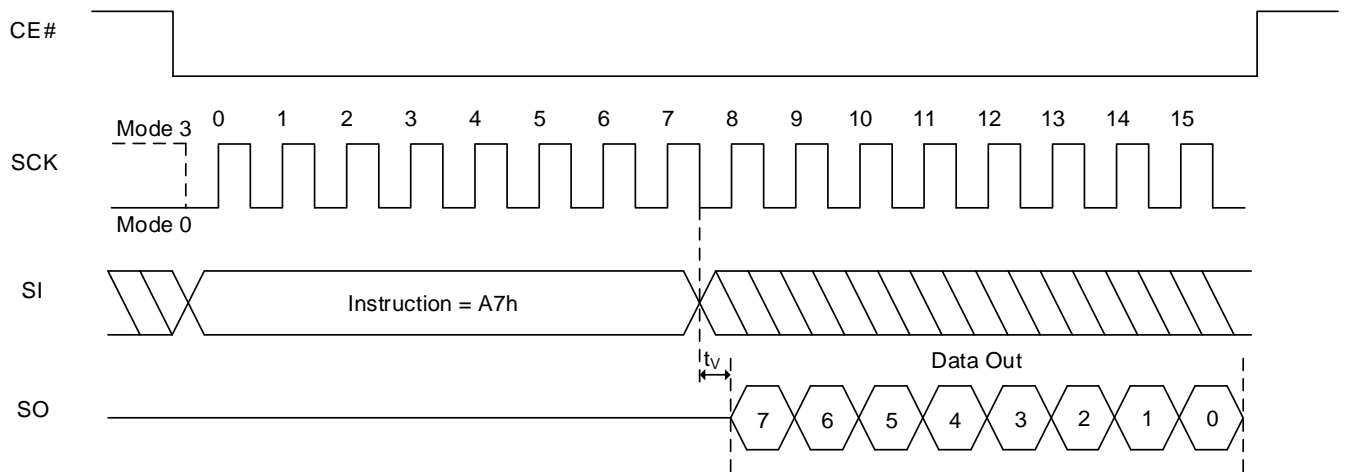 CE#
0 1 2 3 4 5 6 7 8 9 10 11 12 13 14 15
Mode 3
SCK
Mode 0
SI
Instruction = A7h
tV
Data Out
SO
7 6 5 4 3 2 1 0